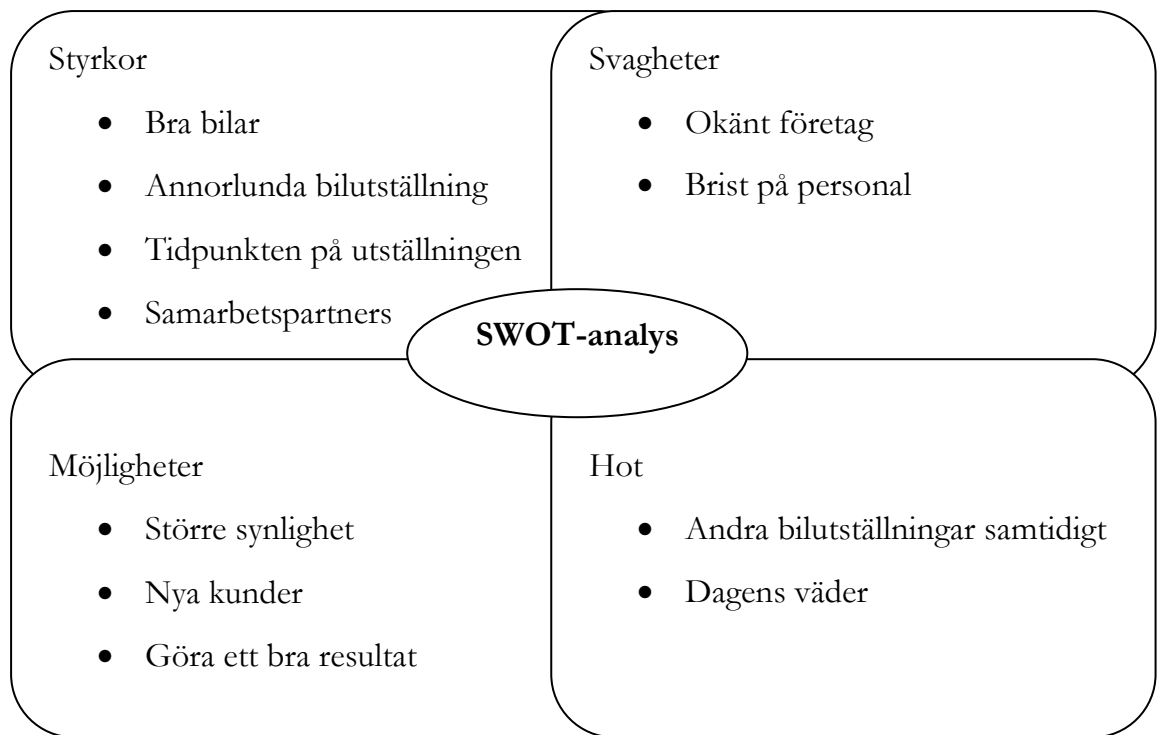 Styrkor
• Bra bilar
• Annorlunda bilutställning
• Tidpunkten på utställningen
• Samarbetspartners
Svagheter
• Okänt företag
• Brist på personal
SWOT-analys
Möjligheter
• Större synlighet
• Nya kunder
• Göra ett bra resultat
Hot
• Andra bilutställningar samtidigt
• Dagens väder